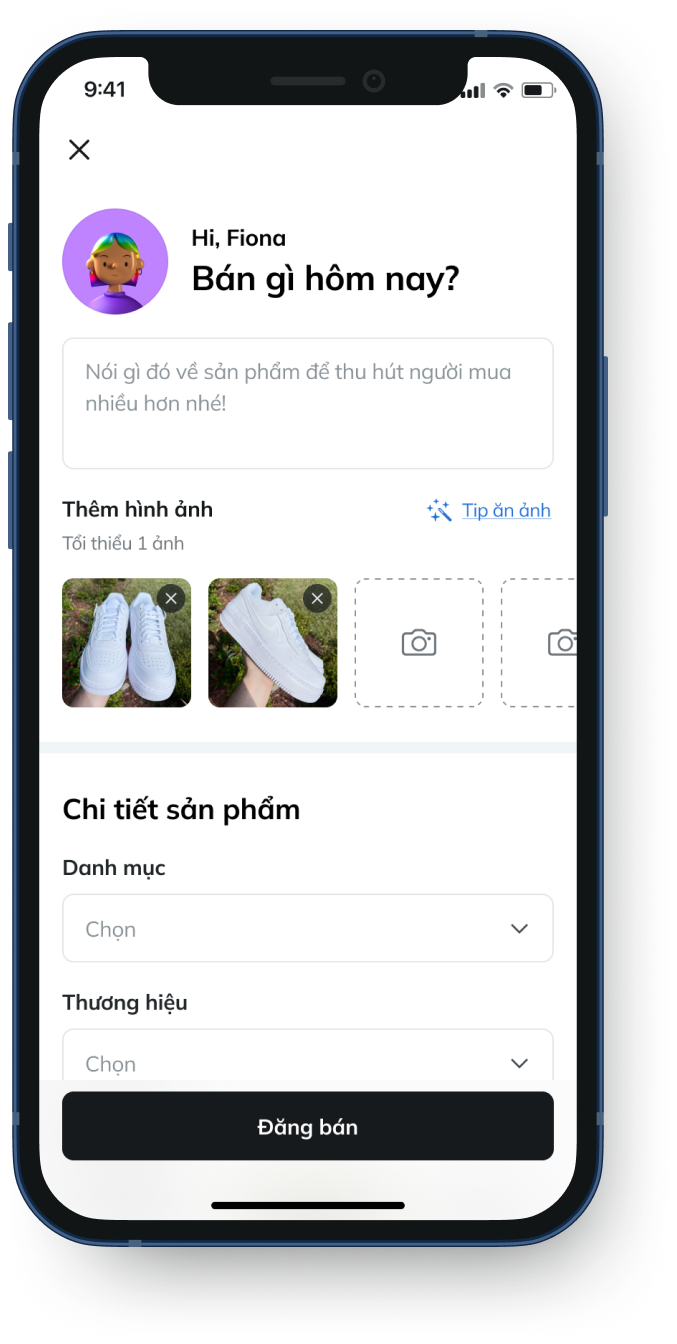 9:41
Hi, Fiona
Bán gì hôm nay?
Nói gì đó về sản phẩm để thu hút người mua
nhiều hơn nhé!
Thêm hình ảnh
Tip ăn ảnh
Tổi thiểu 1 ảnh
Chi tiết sản phẩm
Danh mục
Chọn
Thương hiệu
Chọn
Đăng bán